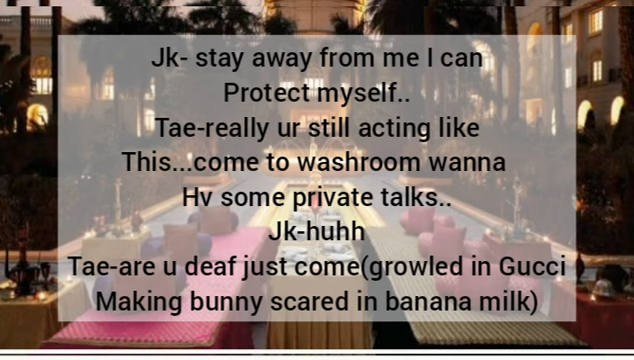 Jk- stay away from me I can
Protect myself..
Tae-really ur still acting like
This...come to washroom wanna
Hv some private talks..
Jk-huhh
Tae-are u deaf just come(growled in Gucci
Making bunny scared in banana milk)